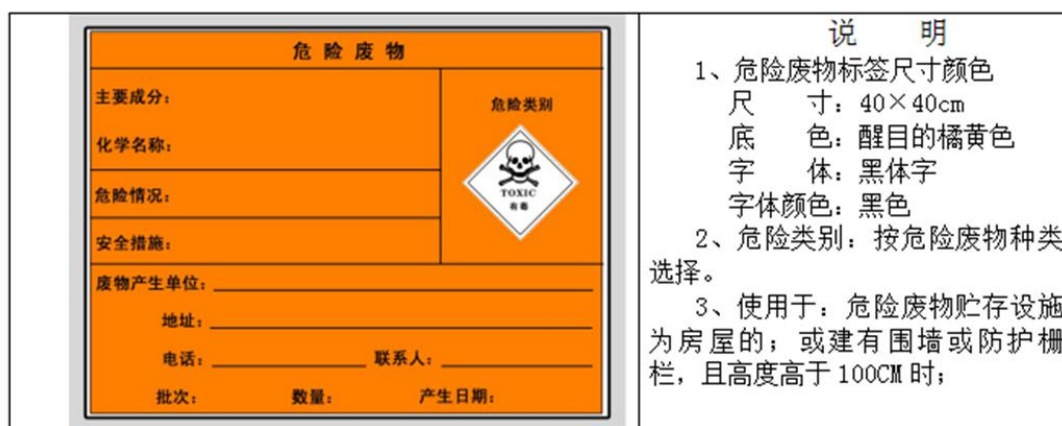 危险废物
主要成分：
危险类别
化学名称：
TOXIC
有毒
危险情况：
安全措施：
废物产生单位：
地址：
电话： 联系人：
批次： 数量： 产生日期：
说 明
1、危险废物标签尺寸颜色
尺 寸：40×40cm
底 色：醒目的橘黄色
字 体：黑体字
字体颜色：黑色
2、危险类别：按危险废物种类
选择。
3、使用于：危险废物贮存设施
为房屋的；或建有围墙或防护栅
栏，且高度高于100CM时；